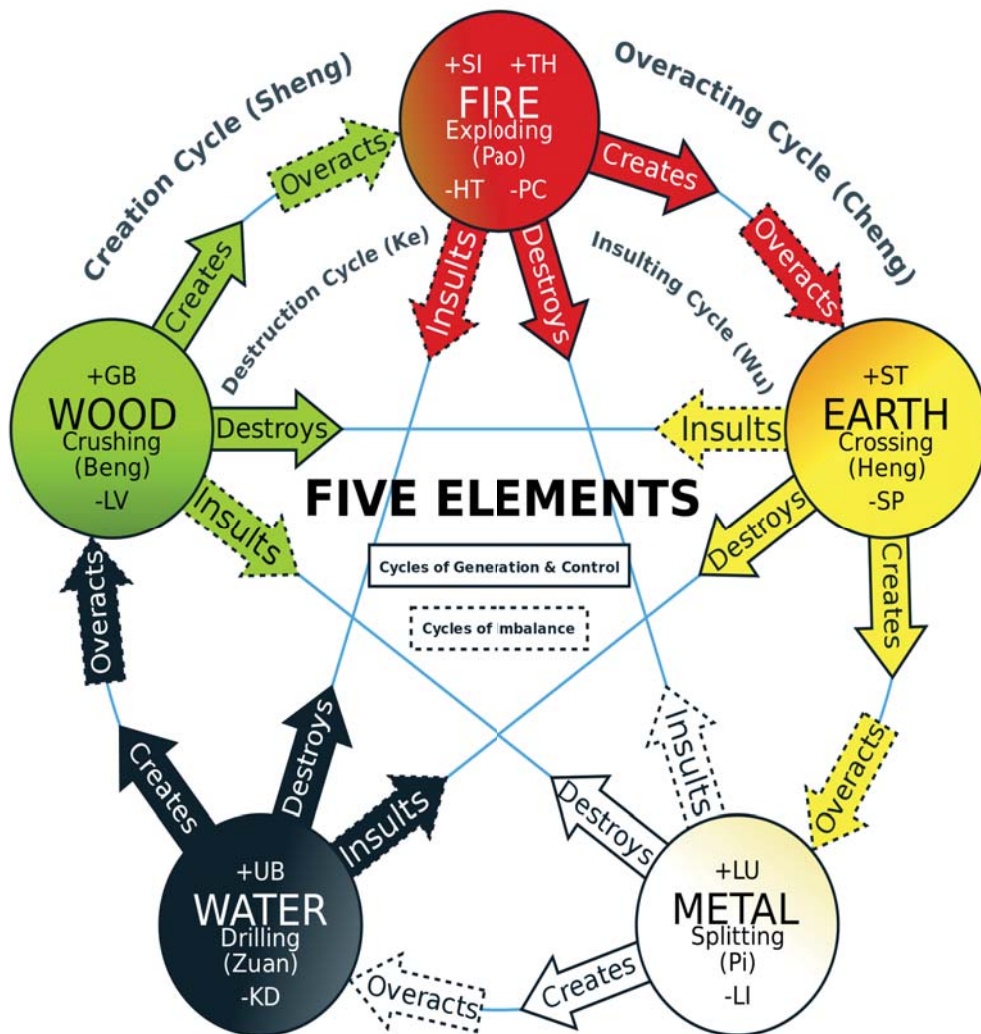 Creation Cycle (Sheng)
Overacting Cycle (Cheng)
Destruction Cycle (Ke)
Insulting Cycle (Wu)
+SI +TH
FIRE
Exploding
(Pao)
-HT -PC
Creates
Overacts
Insults
Destroys
+GB
WOOD
Crushing
(Beng)
-LV
Creates
Overacts
Destroys
Insults
+ST
EARTH
Crossing
(Heng)
-SP
Insults
Destroys
Creates
Overacts
FIVE ELEMENTS
Cycles of Generation & Control
Cycles of Imbalance
+UB
WATER
Drilling
(Zuan)
-KD
Overacts
Creates
Destroys
Insults
+LU
METAL
Splitting
(Pi)
-LI
Insults
Destroys
Creates
Overacts